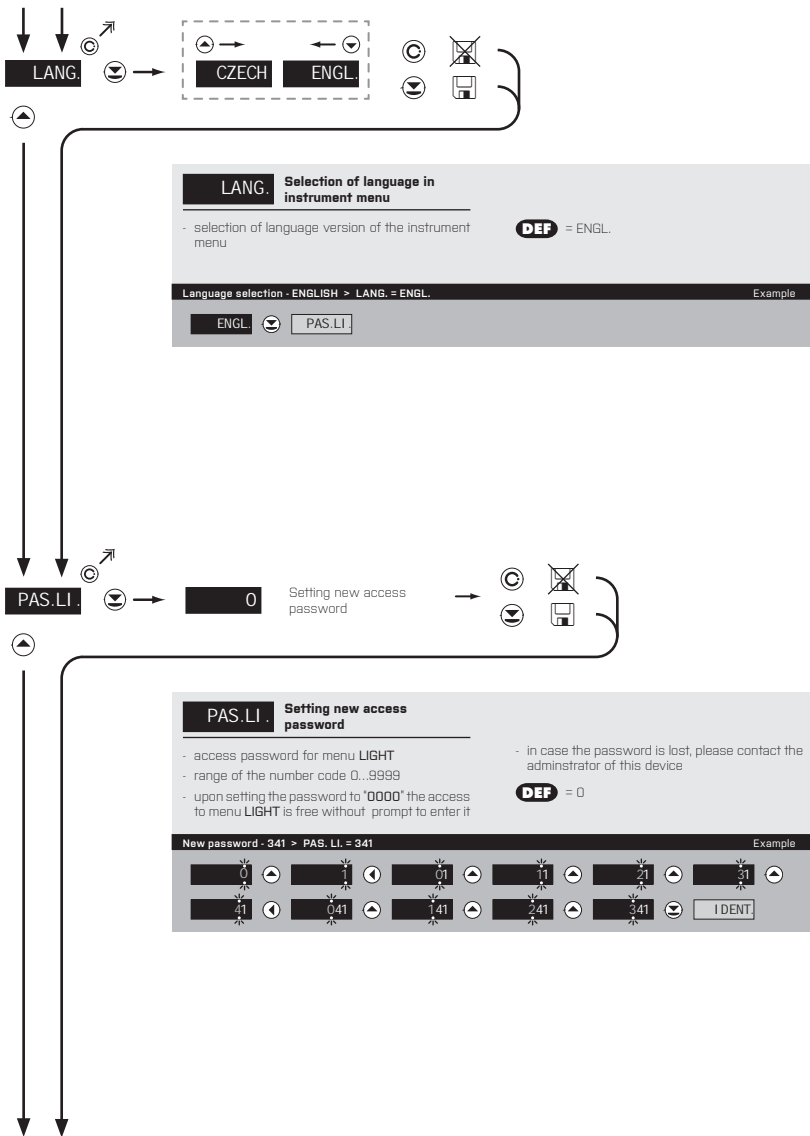 LANG.
CZECH ENGL.
LANG. Selection of language in
instrument menu
- selection of language version of the instrument
menu
DEF = ENGL.
Language selection - ENGLISH > LANG. = ENGL. Example
ENGL. PAS.LI.
PAS.LI. 0 Setting new access
password
PAS.LI. Setting new access
password
- access password for menu LIGHT
- range of the number code 0...9999
- upon setting the password to "0000" the access
to menu LIGHT is free without prompt to enter it
- in case the password is lost, please contact the
adminstrator of this device
DEF = 0
New password - 341 > PAS. LI. = 341 Example
0 1 01 11 21 31
41 041 141 241 341 IDENT.